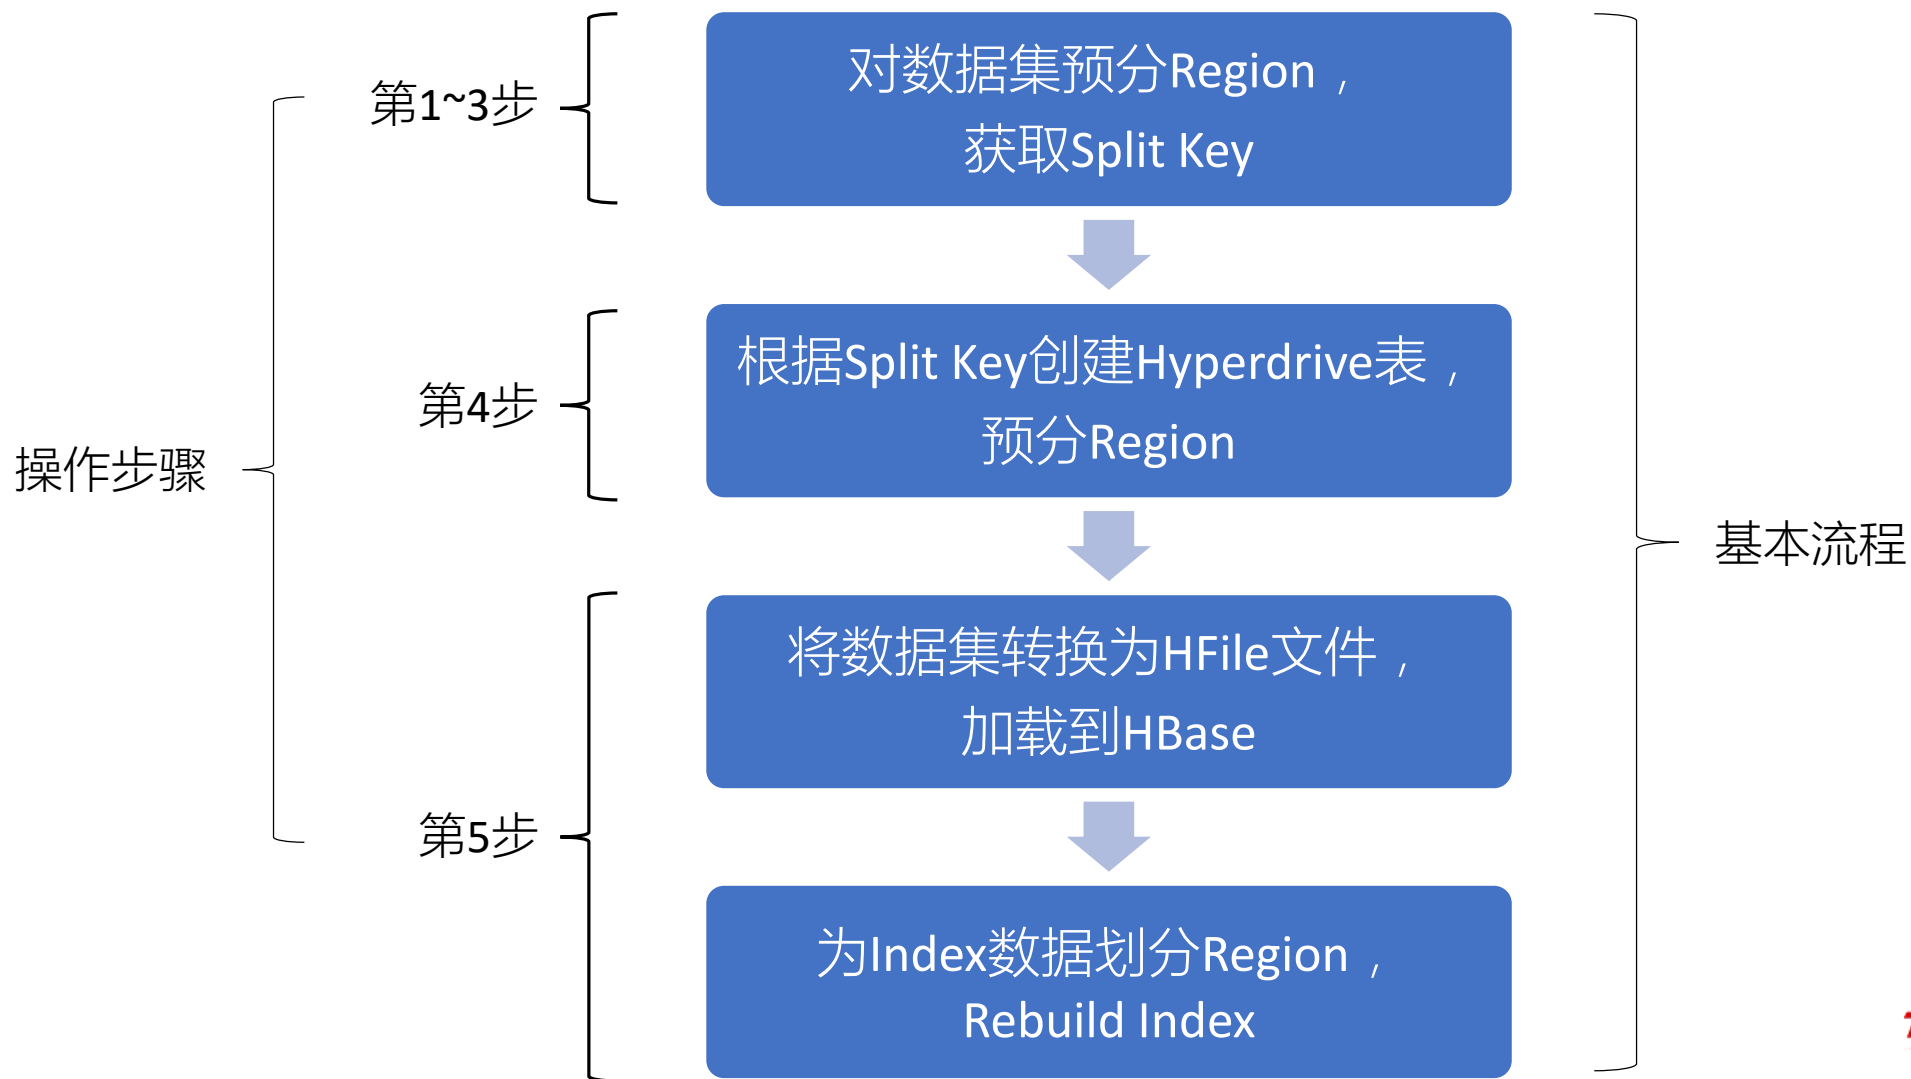 操作步骤
第1~3步
对数据集预分Region，
获取Split Key
第4步
根据Split Key创建Hyperdrive表，
预分Region
第5步
将数据集转换为HFile文件，
加载到HBase
为Index数据划分Region，
Rebuild Index
基本流程